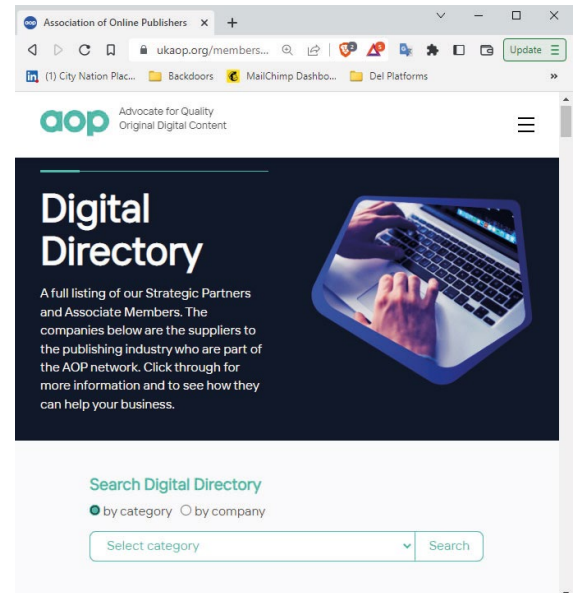 Association of Online Publishers
ukaop.org/members...
2
Update
(1) City Nation Plac...
Backdoors
MailChimp Dashbo...
Del Platforms
»
aop
Advocate for Quality
Original Digital Content
Digital
Directory
A full listing of our Strategic Partners
and Associate Members. The
companies below are the suppliers to
the publishing industry who are part of
the AOP network. Click through for
more information and to see how they
can help your business.
Search Digital Directory
by category by company
Select category Search